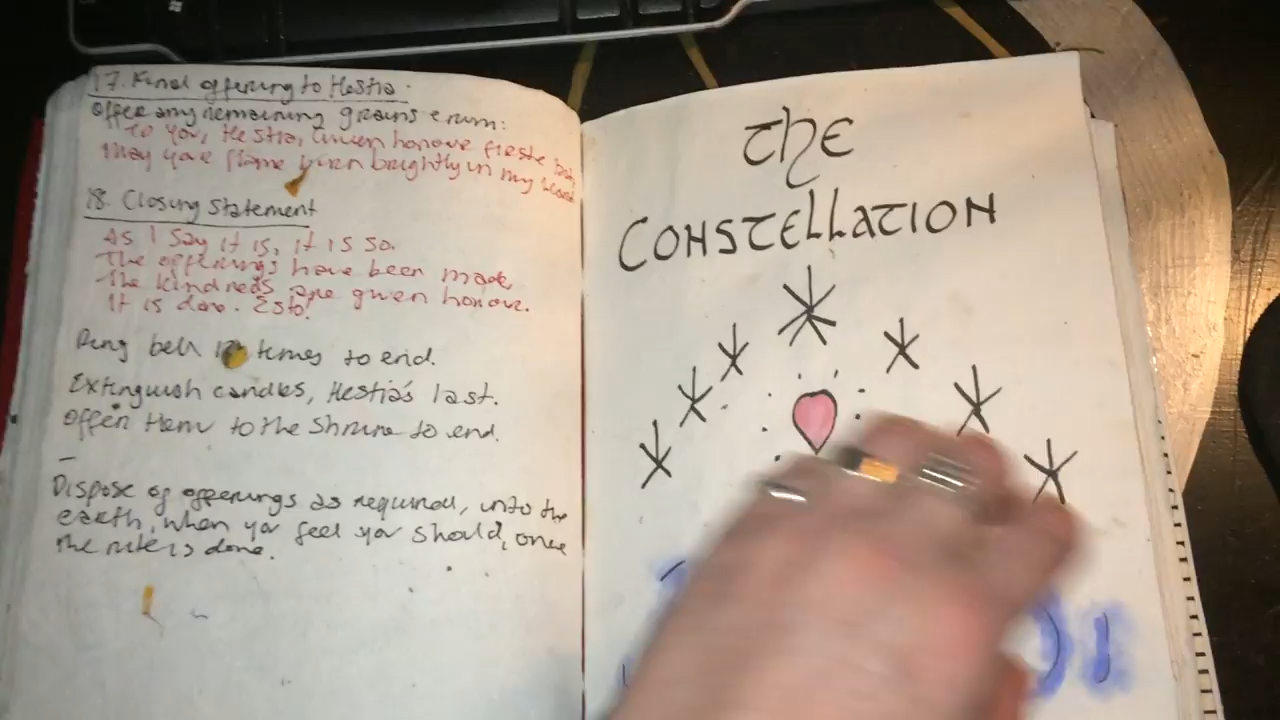 17. Final offering to Hestia.
Offer any remaining grains & rum:
To you, Hestia, given honour firste
May your flame burn brightly in my
18. Closing Statement
As I say it is, it is so.
The offerings have been made,
The kindreds are given honour.
It is done. Esto!
Ring bell times to end.
Extinguish candles, Hestia's last.
Offer them to the Shrine to end.
Dispose of offerings as required, unto the
earth, when you feel you should, once
the rite is done.
The
CONSTELLATION